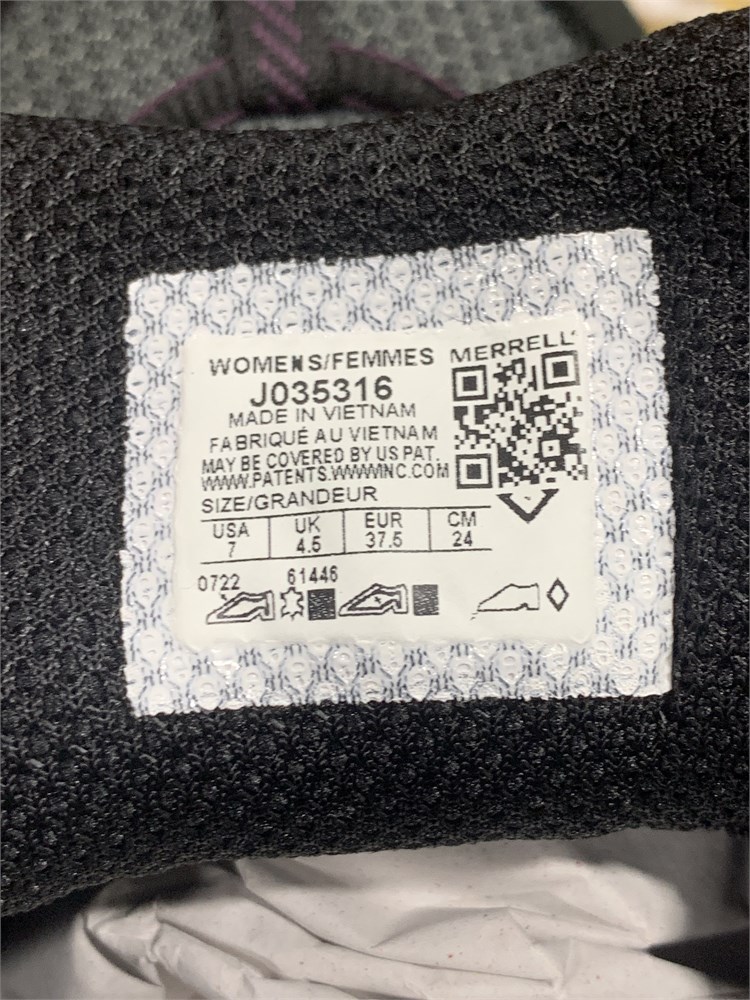 WOMENS/FEMMES
MERRELL
J035316
MADE IN VIETNAM
FABRIQUÉ AU VIETNAM
MAY BE COVERED BY US PAT.
WWW.PATENTS.WWWINC.COM
SIZE/GRANDEUR
USA UK EUR CM
7 4.5 37.5 24
0722 61446